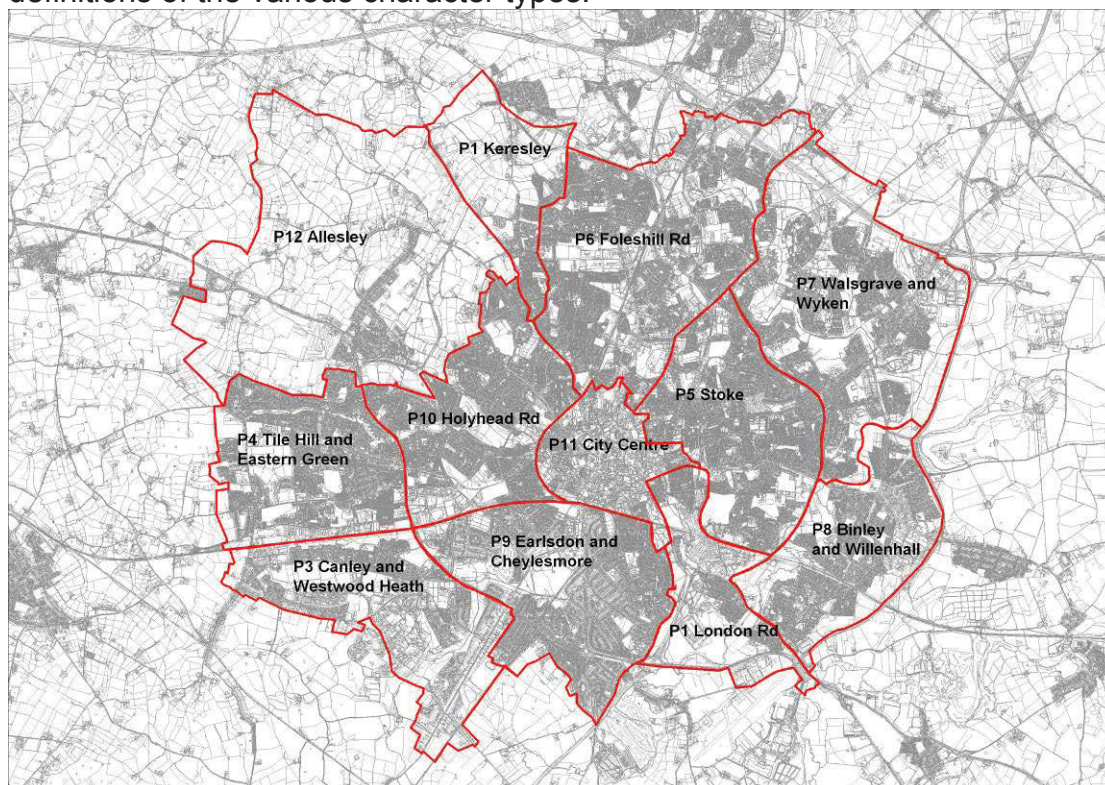 definitions of the various character types.
P1 Keresley
P12 Allesley
P6 Foleshill Rd
P7 Walsgrave and
Wyken
P5 Stoke
P10 Holyhead Rd
P11 City Centre
P4 Tile Hill and
Eastern Green
P8 Binley
and Willenhall
P9 Earlsdon and
Cheylesmore
P3 Canley and
Westwood Heath
P1 London Rd